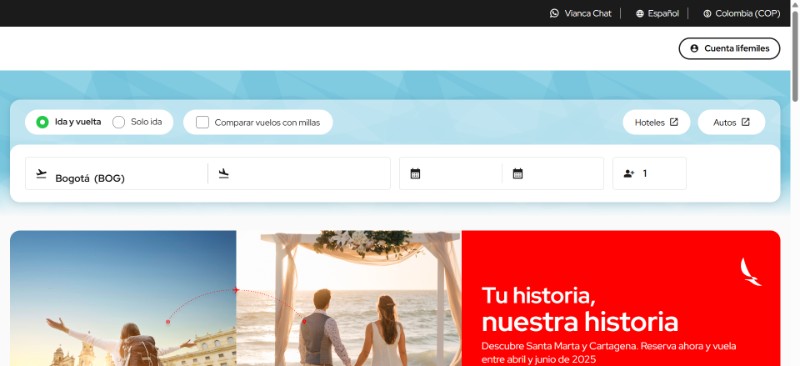 Vianca Chat
Español
Colombia (COP)
Cuenta lifemiles
Ida y vuelta
Solo ida
Comparar vuelos con millas
Hoteles
Autos
Bogotá (BOG)
1
Tu historia,
nuestra historia
Descubre Santa Marta y Cartagena. Reserva ahora y vuela
entre abril y junio de 2025